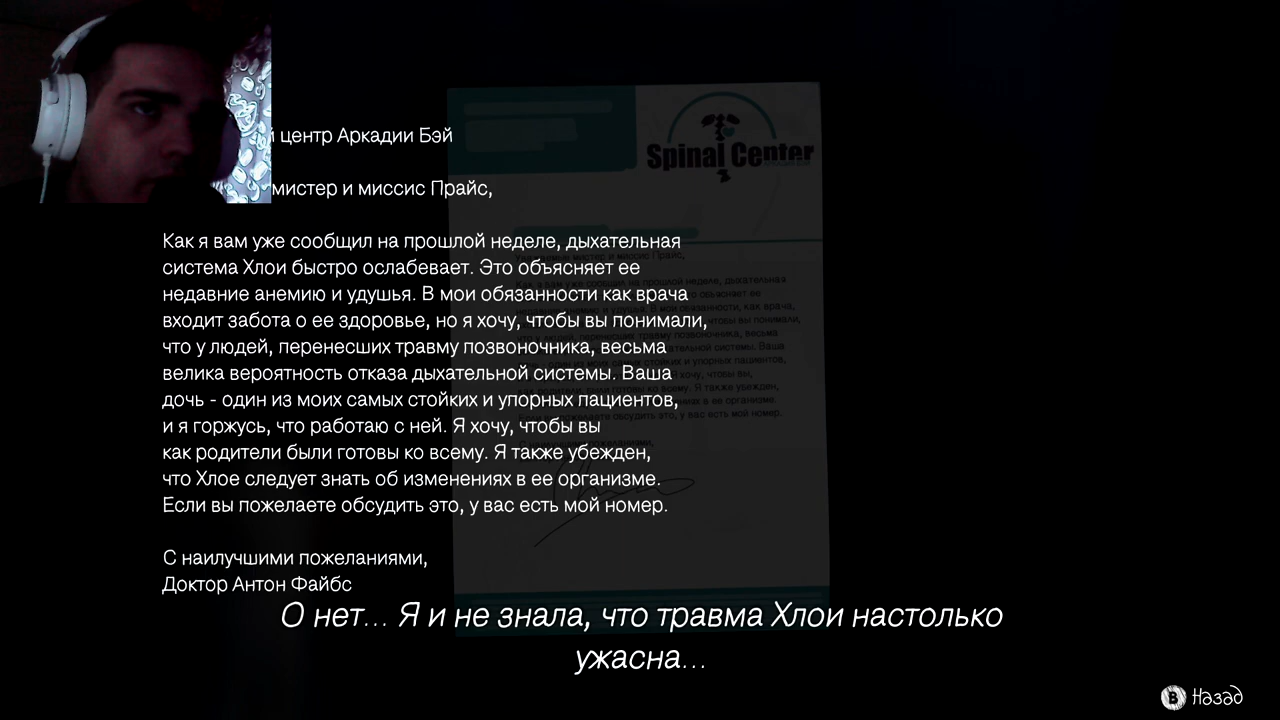 центр Аркадии Бэй
мистер и миссис Прайс,
Как я вам уже сообщил на прошлой неделе, дыхательная
система Хлои быстро ослабевает. Это объясняет ее
недавние анемию и удушья. В мои обязанности как врача
входит забота о ее здоровье, но я хочу, чтобы вы понимали,
что у людей, перенесших травму позвоночника, весьма
велика вероятность отказа дыхательной системы. Ваша
дочь - один из моих самых стойких и упорных пациентов,
и я горжусь, что работаю с ней. Я хочу, чтобы вы
как родители были готовы ко всему. Я также убежден,
что Хлое следует знать об изменениях в ее организме.
Если вы пожелаете обсудить это, у вас есть мой номер.
С наилучшими пожеланиями,
Доктор Антон Файбс
Spinal Center
О нет... Я и не знала, что травма Хлои настолько
ужасна...
B Назад